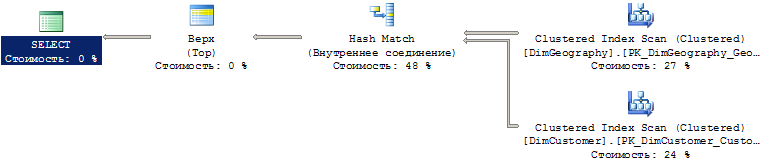 SELECT
Стоимость: 0 %
Верх
(Top)
Стоимость: 0 %
Hash Match
(Внутреннее соединение)
Стоимость: 48 %
Clustered Index Scan (Clustered)
[DimGeography].[PK_DimGeography_Geo…
Стоимость: 27 %
Clustered Index Scan (Clustered)
[DimCustomer].[PK_DimCustomer_Custo…
Стоимость: 24 %